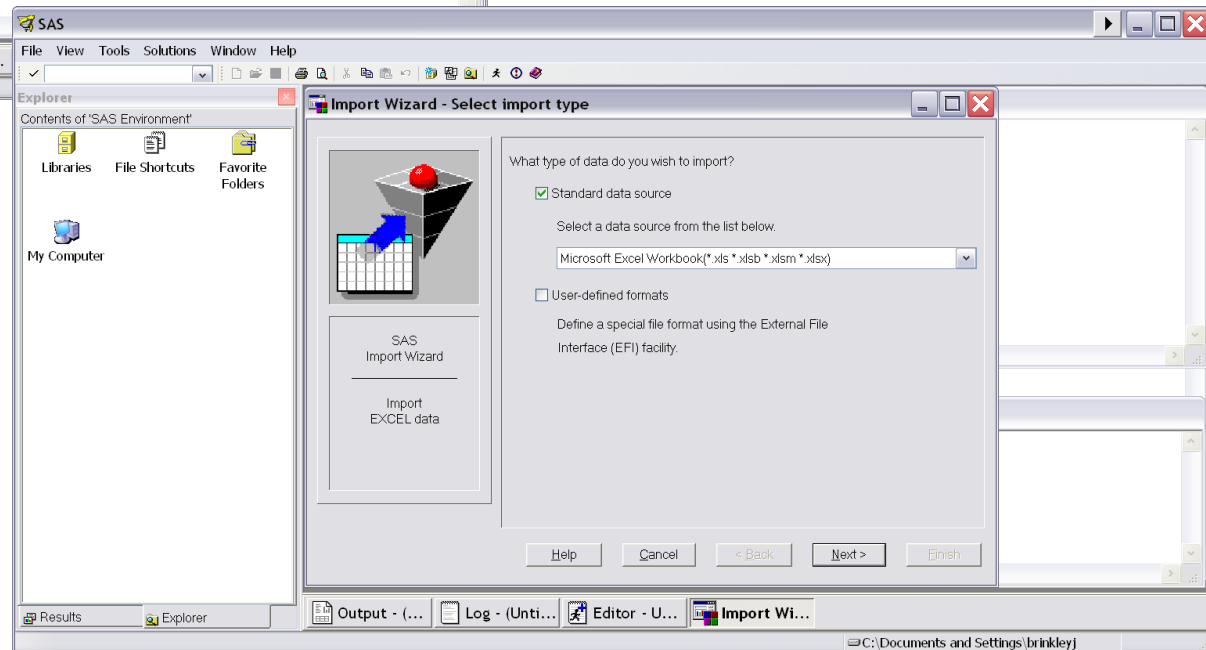 SAS
File View Tools Solutions Window Help
Explorer
Contents of 'SAS Environment'
Libraries
File Shortcuts
Favorite
Folders
My Computer
Import Wizard - Select import type
What type of data do you wish to import?
Standard data source
Select a data source from the list below.
Microsoft Excel Workbook(*.xls *.xlsb *.xlsm *.xlsx)
User-defined formats
Define a special file format using the External File
Interface (EFI) facility.
SAS
Import Wizard
Import
EXCEL data
Help
Cancel
< Back
Next >
Finish
Results
Explorer
Output - (...
Log - (Unti...
Editor - U...
Import Wi...
C:\Documents and Settings\brinkleyj